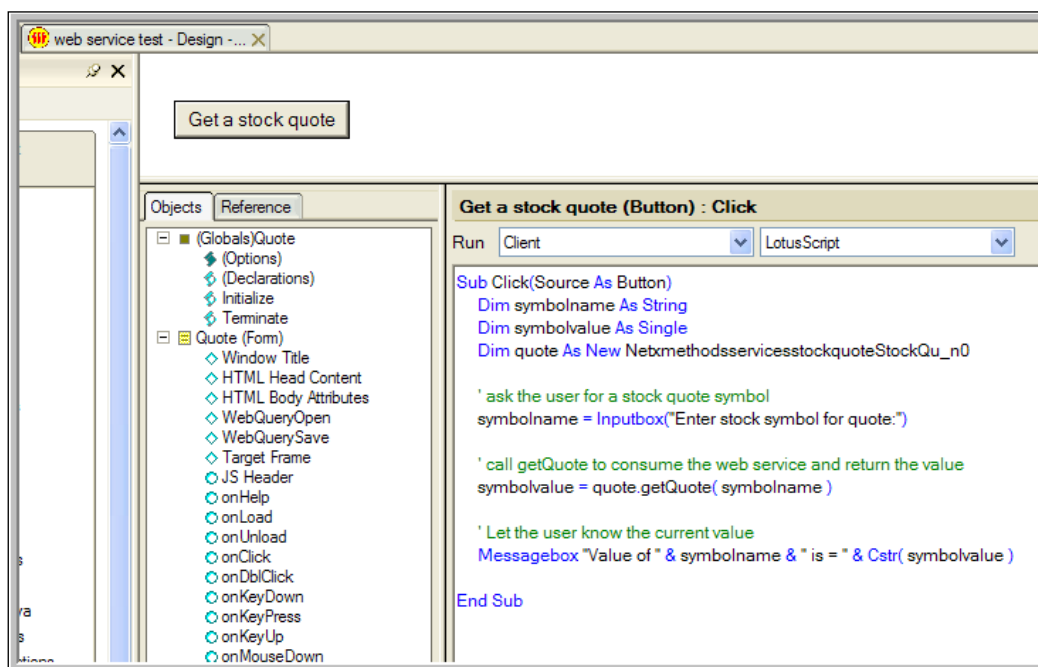 web service test - Design -...
Get a stock quote
Objects
Reference
(Globals)Quote
(Options)
(Declarations)
Initialize
Terminate
Quote (Form)
Window Title
HTML Head Content
HTML Body Attributes
WebQueryOpen
WebQuerySave
Target Frame
JS Header
onHelp
onLoad
onUnload
onClick
onDblClick
onKeyDown
onKeyPress
onKeyUp
onMouseDown
Get a stock quote (Button) : Click
Run Client LotusScript
Sub Click(Source As Button)
Dim symbolname As String
Dim symbolvalue As Single
Dim quote As New NetxmethodsservicesstockquoteStockQu_n0
' ask the user for a stock quote symbol
symbolname = Inputbox("Enter stock symbol for quote:")
' call getQuote to consume the web service and return the value
symbolvalue = quote.getQuote( symbolname )
' Let the user know the current value
Messagebox "Value of " & symbolname & " is = " & Cstr( symbolvalue )
End Sub